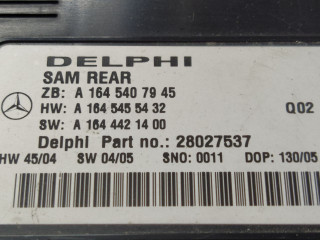 DELPHI
SAM REAR
ZB: A 164 540 79 45
HW: A 164 545 54 32
SW: A 164 442 14 00
Q02
Delphi Part no.: 28027537
HW 45/04 SW 04/05 SNO: 0011 DOP: 130/05